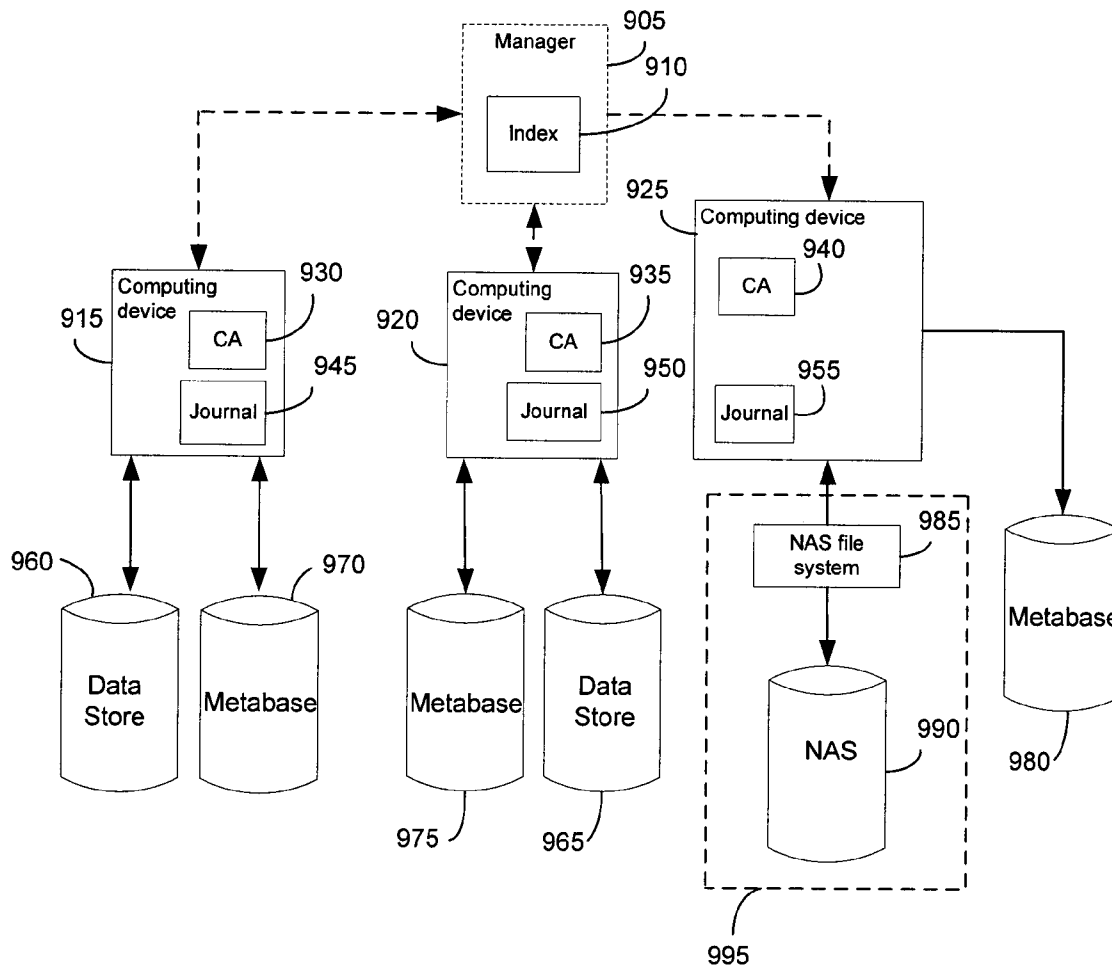 905
Manager
910
Index
925
Computing device
940
CA
955
Journal
930
Computing
device
915
CA
945
Journal
935
Computing
device
920
CA
950
Journal
960
970
Data
Store
Metabase
Metabase
Data
Store
975
965
985
NAS file
system
NAS
990
Metabase
980
995